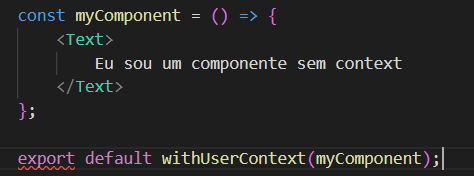 const myComponent = () => {
    <Text>
        Eu sou um componente sem context
    </Text>
};

export default withUserContext(myComponent);